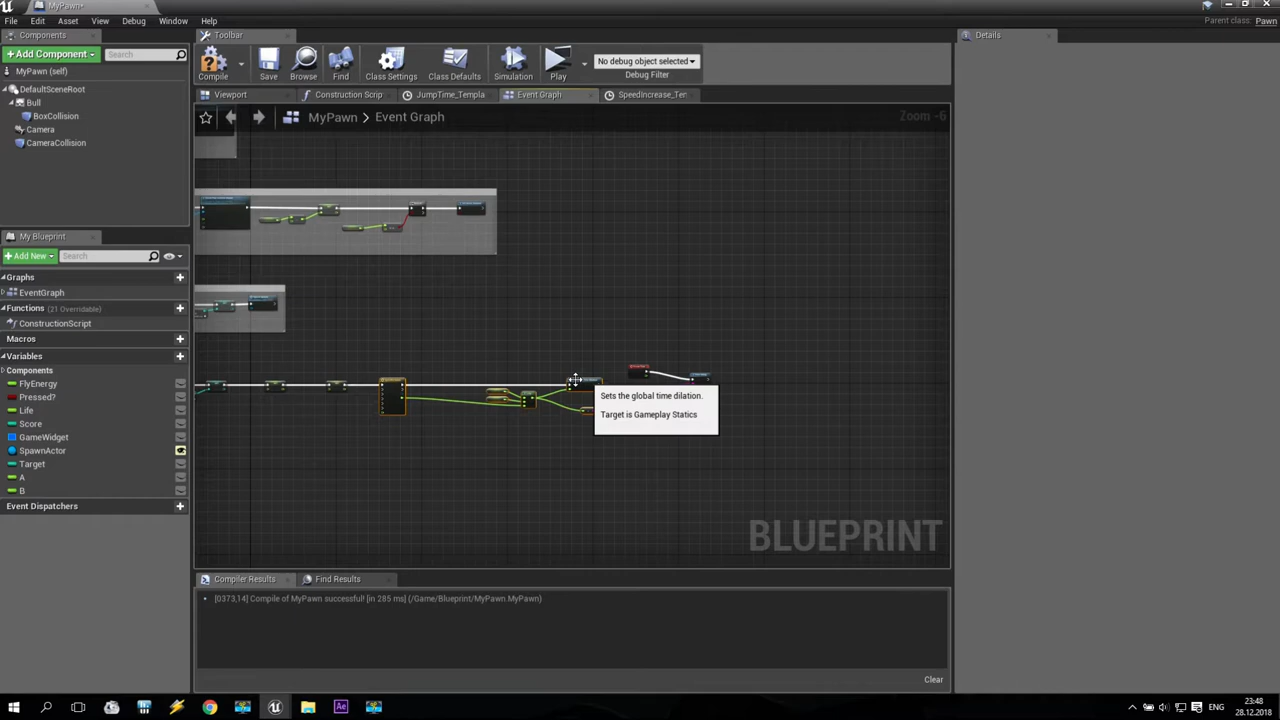 MyPawn*
File Edit Asset View Debug Window Help
Parent class: Pawn
Components
+ Add Component
Search
MyPawn (self)
DefaultSceneRoot
Bull
BoxCollision
Camera
CameraCollision
My Blueprint
+ Add New
Search
Graphs
EventGraph
Functions (21 Overridable)
ConstructionScript
Macros
Variables
Components
FlyEnergy
Pressed?
Life
Score
GameWidget
SpawnActor
Target
A
B
Event Dispatchers
Toolbar
Compile Save Browse Find Class Settings Class Defaults Simulation Play
No debug object selected
Debug Filter
Viewport Construction Scrip JumpTime_Templa Event Graph SpeedIncrease_Ten
MyPawn > Event Graph
Zoom -6
Sets the global time dilation.
Target is Gameplay Statics
BLUEPRINT
Compiler Results Find Results
[0373,14] Compile of MyPawn successful! [in 285 ms] (/Game/Blueprint/MyPawn.MyPawn)
Clear
Details
Ae
ENG
23:48
28.12.2018